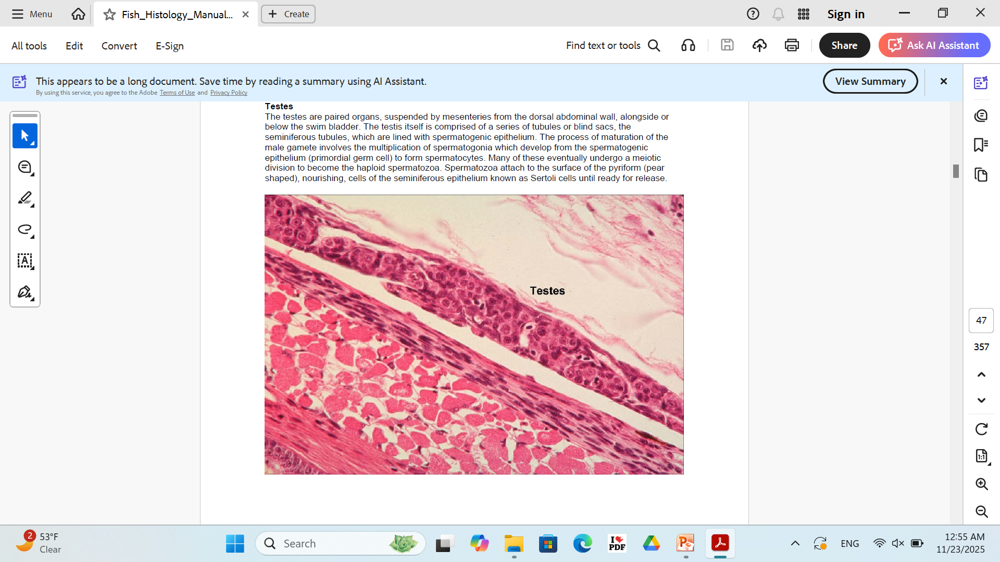 Menu
Fish_Histology_Manual...
Create
Sign in
All tools
Edit
Convert
E-Sign
Find text or tools
Share
Ask AI Assistant
This appears to be a long document. Save time by reading a summary using AI Assistant.
By using this service, you agree to the Adobe Terms of Use and Privacy Policy
View Summary
Testes
The testes are paired organs, suspended by mesenteries from the dorsal abdominal wall, alongside or
below the swim bladder. The testis itself is comprised of a series of tubules or blind sacs, the
seminiferous tubules, which are lined with spermatogenic epithelium. The process of maturation of the
male gamete involves the multiplication of spermatogonia which develop from the spermatogenic
epithelium (primordial germ cell) to form spermatocytes. Many of these eventually undergo a meiotic
division to become the haploid spermatozoa. Spermatozoa attach to the surface of the pyriform (pear
shaped), nourishing, cells of the seminiferous epithelium known as Sertoli cells until ready for release.
Testes
A
47
357
1:1
2
53°F
Clear
Search
I
PDF
P
ENG
12:55 AM
11/23/2025